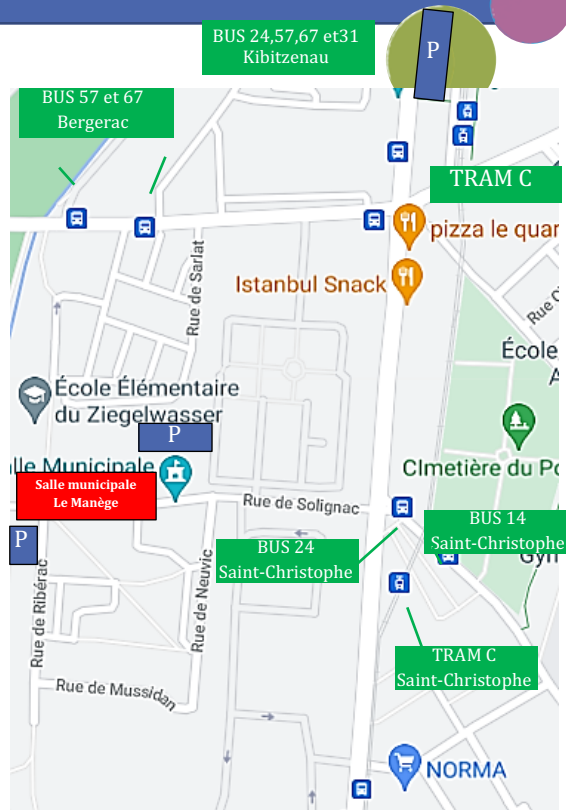 BUS 24,57,67 et31
Kibitzenau
P
BUS 57 et 67
Bergerac
TRAM C
pizza le quar
Rue de Sarlat
Istanbul Snack
École Élémentaire
du Ziegelwasser
P
lle Municipale
Salle municipale
Le Manège
P
Rue de Solignac
École
CImetière du Po
BUS 14
Saint-Christophe
Gym
BUS 24
Saint-Christophe
Rue de Neuvic
Rue de Ribérac
Rue de Mussidan
TRAM C
Saint-Christophe
NORMA